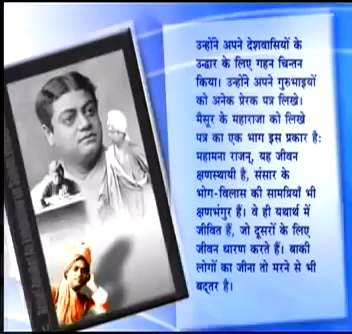 उन्होंने अपने देशवासियों के
उद्धार के लिए गहन चिन्तन
किया। उन्होंने अपने गुरुभाइयों
को अनेक प्रेरक पत्र लिखे।
मैसूर के महाराजा को लिखे
पत्र का एक भाग इस प्रकार है:
महामना राजन्, यह जीवन
क्षणस्थायी है, संसार के
भोग-विलास की सामग्रियाँ भी
क्षणभंगुर हैं। वे ही यथार्थ में
जीवित हैं, जो दूसरों के लिए
जीवन धारण करते हैं। बाकी
लोगों का जीना तो मरने से भी
बद्तर है।